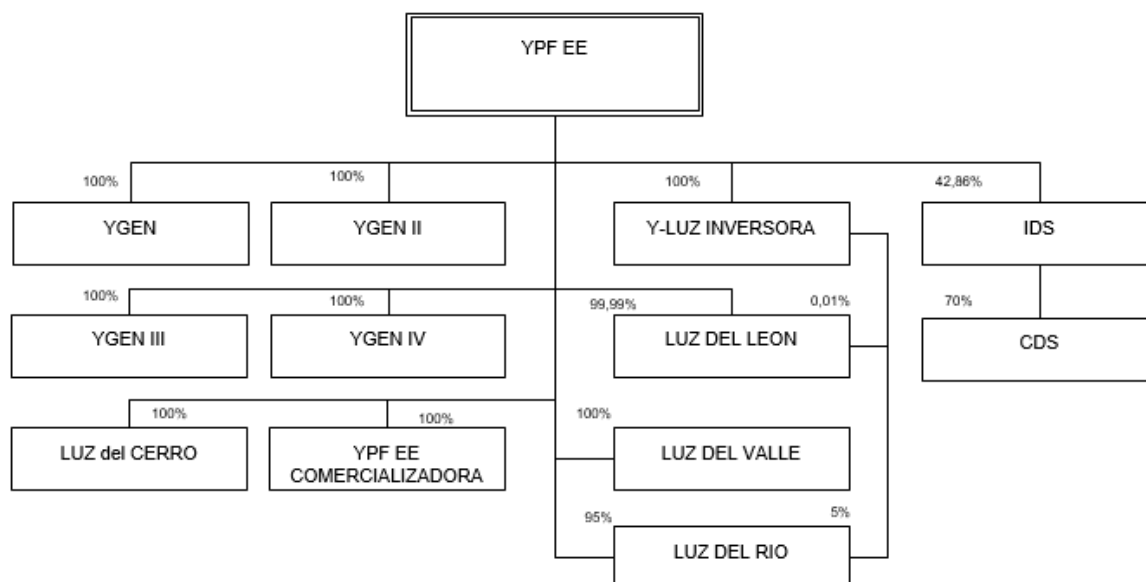 YPF EE
100%
100%
100%
42,86%
YGEN
YGEN II
Y-LUZ INVERSORA
IDS
100%
100%
99,99%
0,01%
70%
YGEN III
YGEN IV
LUZ DEL LEON
CDS
100%
100%
100%
LUZ del CERRO
YPF EE
COMERCIALIZADORA
LUZ DEL VALLE
95%
5%
LUZ DEL RIO